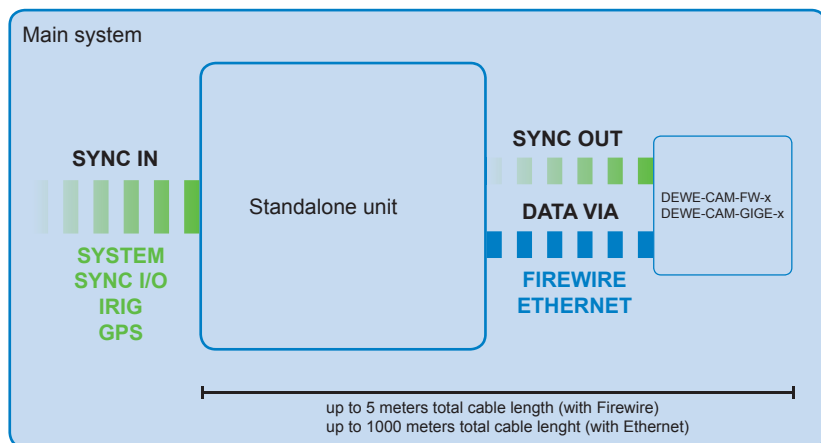 Main system
SYNC IN
SYSTEM
SYNC I/O
IRIG
GPS
Standalone unit
SYNC OUT
DATA VIA
FIREWIRE
ETHERNET
DEWE-CAM-FW-x
DEWE-CAM-GIGE-x
up to 5 meters total cable length (with Firewire)
up to 1000 meters total cable lenght (with Ethernet)